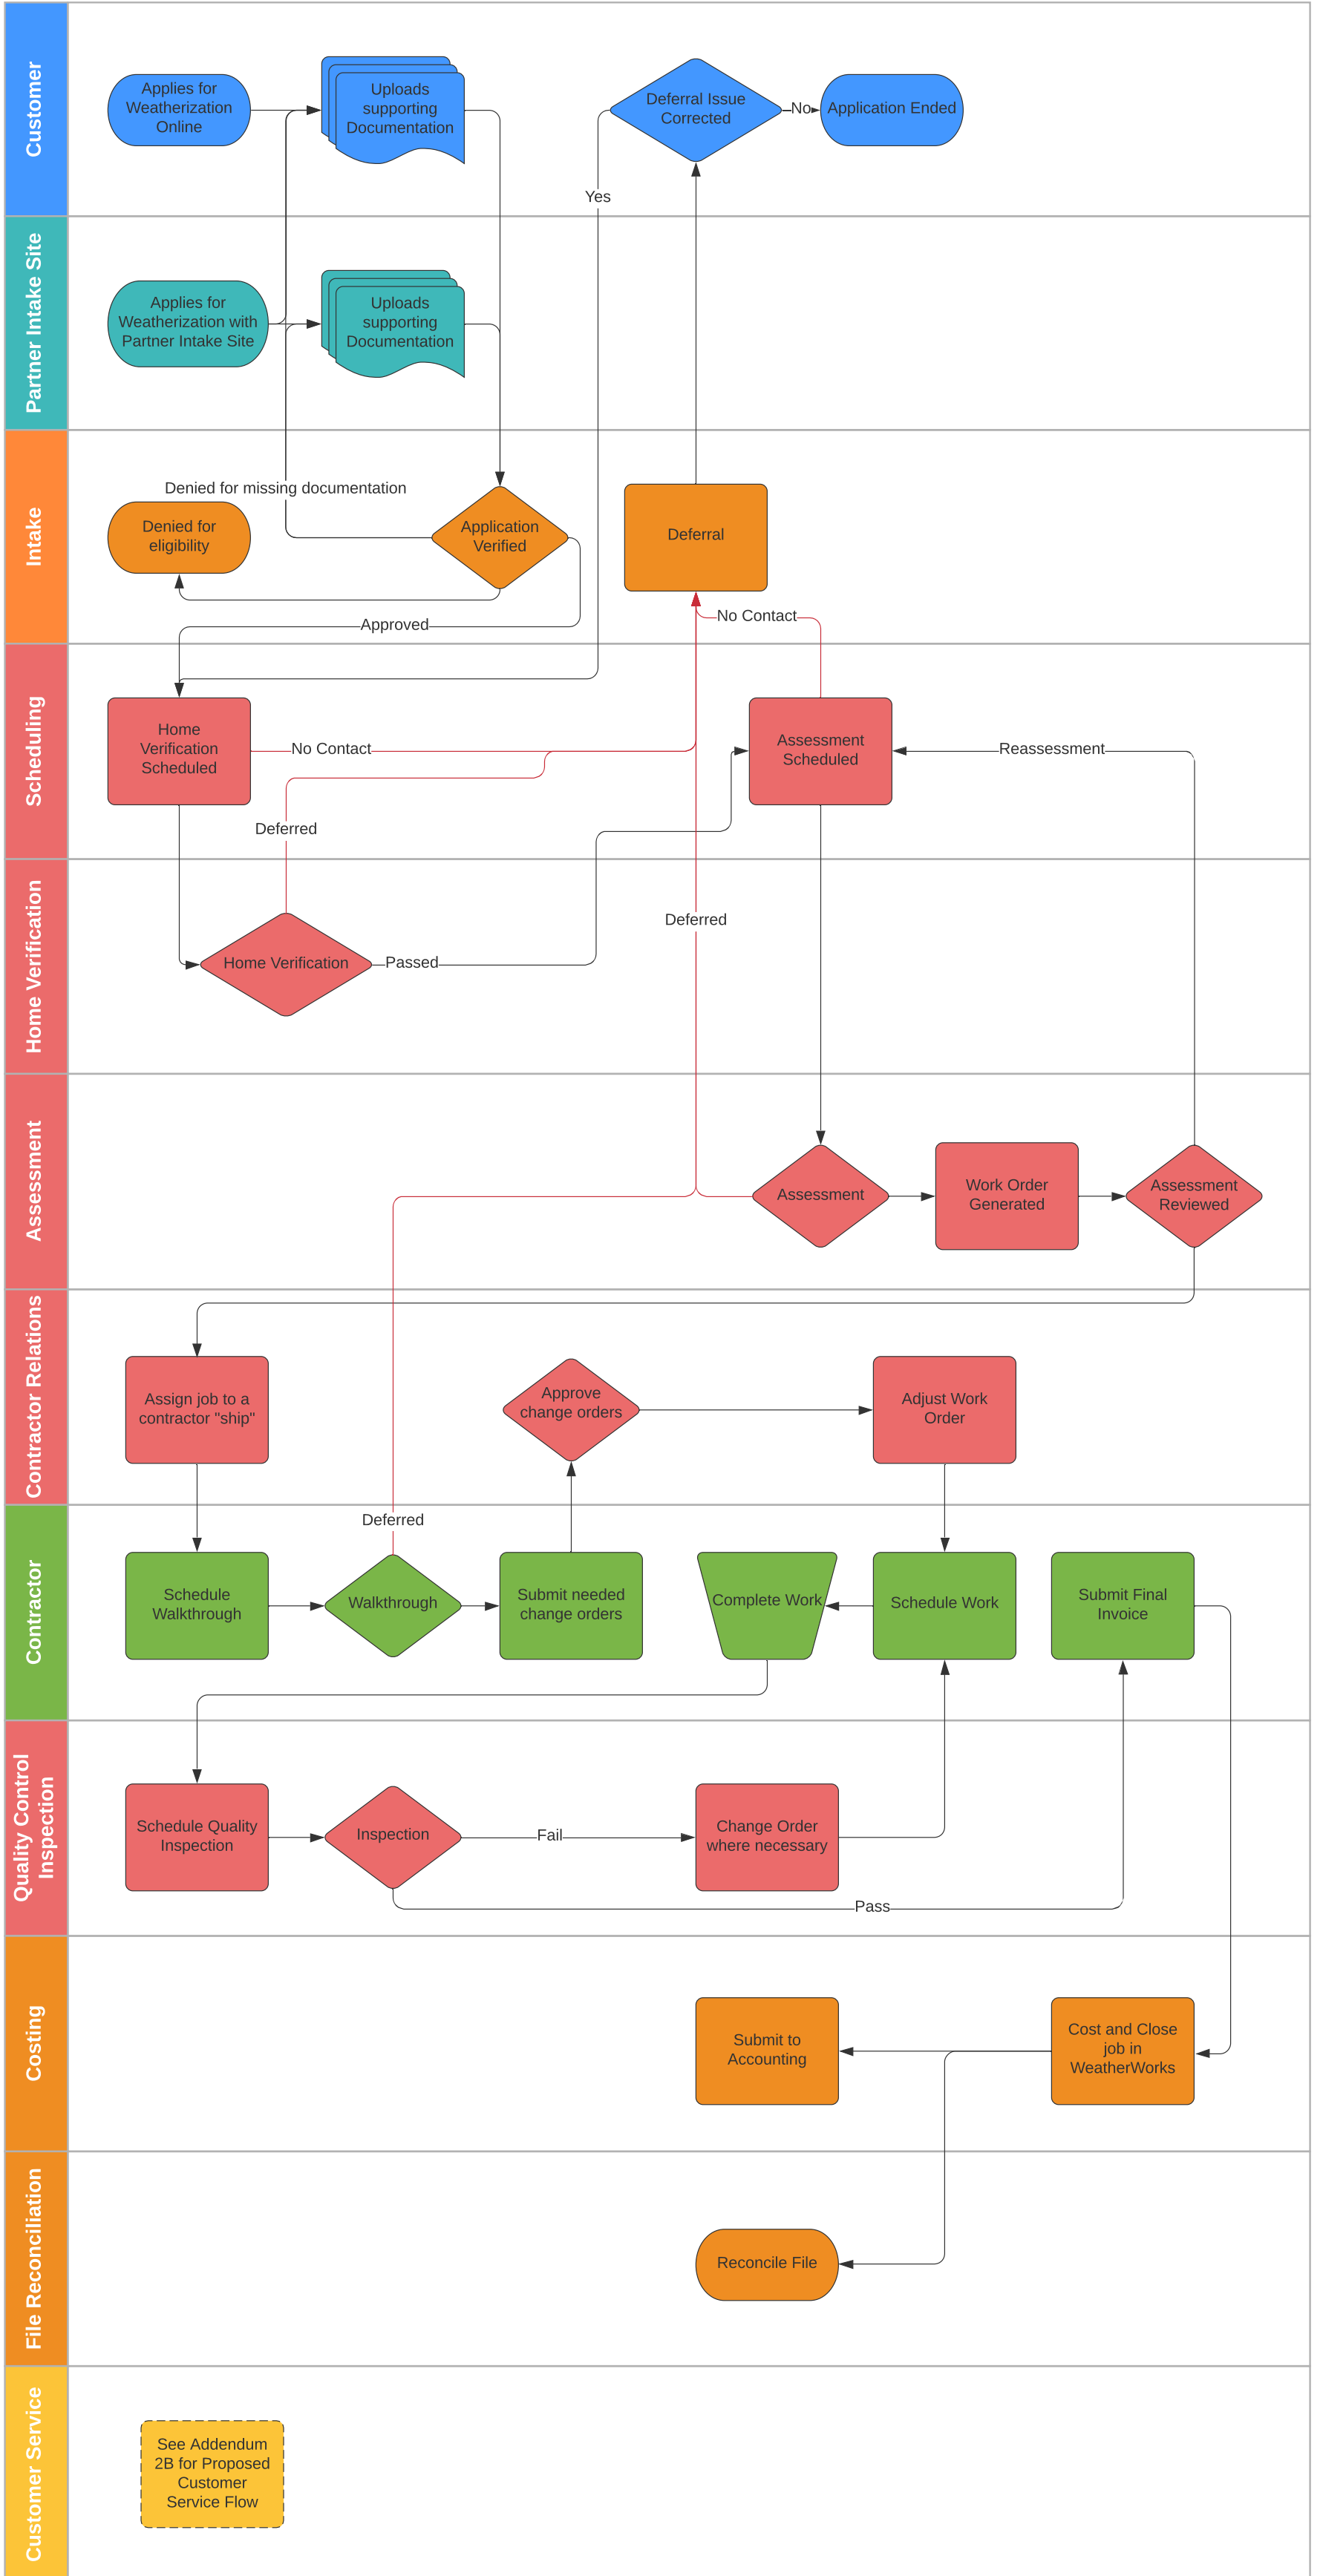 Customer
Applies for
Weatherization
Online
Uploads
supporting
Documentation
Deferral Issue
Corrected
No
Application Ended
Yes
Partner Intake Site
Applies for
Weatherization with
Partner Intake Site
Uploads
supporting
Documentation
Intake
Denied for missing documentation
Denied for
eligibility
Application
Verified
Deferral
Approved
No Contact
Scheduling
Home
Verification
Scheduled
No Contact
Assessment
Scheduled
Reassessment
Deferred
Home Verification
Home Verification
Passed
Deferred
Assessment
Assessment
Work Order
Generated
Assessment
Reviewed
Contractor Relations
Assign job to a
contractor "ship"
Approve
change orders
Adjust Work
Order
Contractor
Deferred
Schedule
Walkthrough
Walkthrough
Submit needed
change orders
Complete Work
Schedule Work
Submit Final
Invoice
Quality Control
Inspection
Schedule Quality
Inspection
Inspection
Fail
Change Order
where necessary
Pass
Costing
Submit to
Accounting
Cost and Close
job in
WeatherWorks
File Reconciliation
Reconcile File
Customer Service
See Addendum
2B for Proposed
Customer
Service Flow